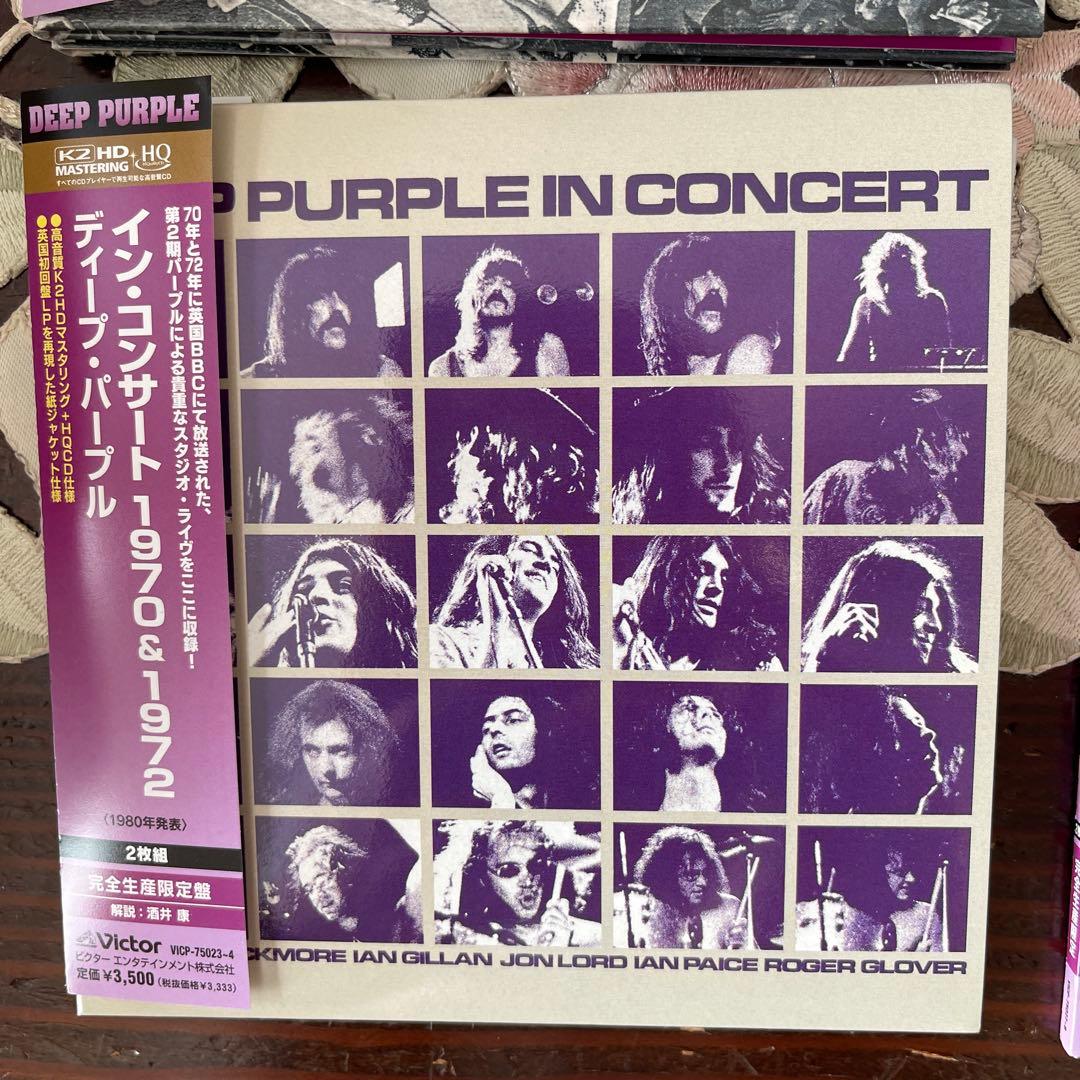 DEEP PURPLE
K2 HD
MASTERING
+HQ
HiQualityCD
すべてのCDプレイヤーで再生可能な高音質CD
P PURPLE IN CONCERT
70年と72年に英国BBCにて放送された、
第2期パープルによる貴重なスタジオ・ライヴをここに収録！
イン・コンサート 1970&1972
ディープ・パープル
●高音質K2HDマスタリング+HQCD仕様
●英国初回盤LPを再現した紙ジャケット仕様
〈1980年発表〉
2枚組
完全生産限定盤
解説：酒井 康
Victor VICP-75023~4
ビクター エンタテインメント株式会社
定価¥3,500（税抜価格¥3,333）
CKMORE IAN GILLAN JON LORD IAN PAICE ROGER GLOVER